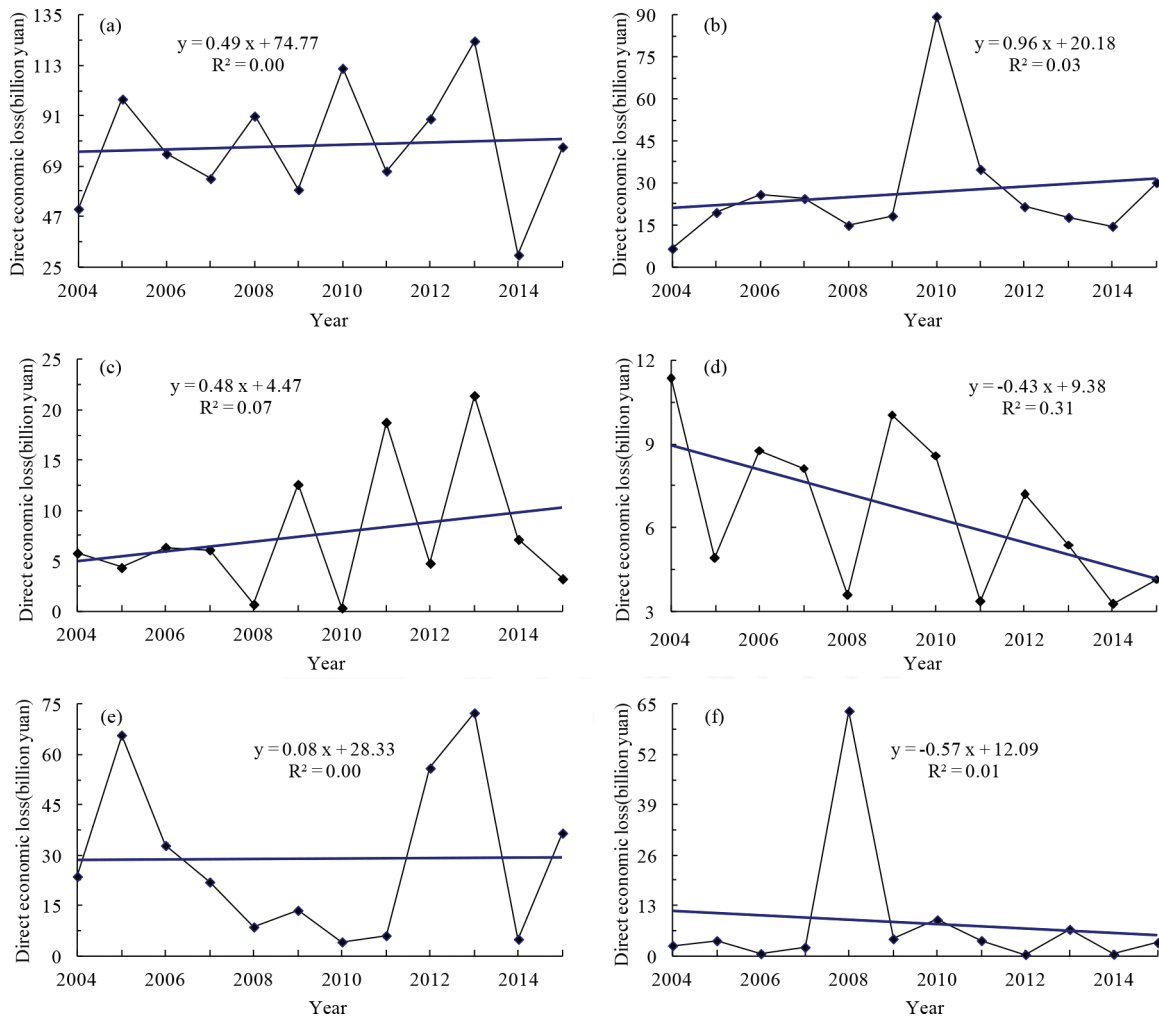 (a)
y = 0.49 x + 74.77
R² = 0.00
Direct economic loss(billion yuan)
135
113
91
69
47
25
2004 2006 2008 2010 2012 2014
Year
(b)
y = 0.96 x + 20.18
R² = 0.03
Direct economic loss(billion yuan)
90
75
60
45
30
15
0
2004 2006 2008 2010 2012 2014
Year
(c)
y = 0.48 x + 4.47
R² = 0.07
Direct economic loss(billion yuan)
25
20
15
10
5
0
2004 2006 2008 2010 2012 2014
Year
(d)
y = -0.43 x + 9.38
R² = 0.31
Direct economic loss(billion yuan)
12
9
6
3
2004 2006 2008 2010 2012 2014
Year
(e)
y = 0.08 x + 28.33
R² = 0.00
Direct economic loss(billion yuan)
75
60
45
30
15
0
2004 2006 2008 2010 2012 2014
Year
(f)
y = -0.57 x + 12.09
R² = 0.01
Direct economic loss(billion yuan)
65
52
39
26
13
0
2004 2006 2008 2010 2012 2014
Year